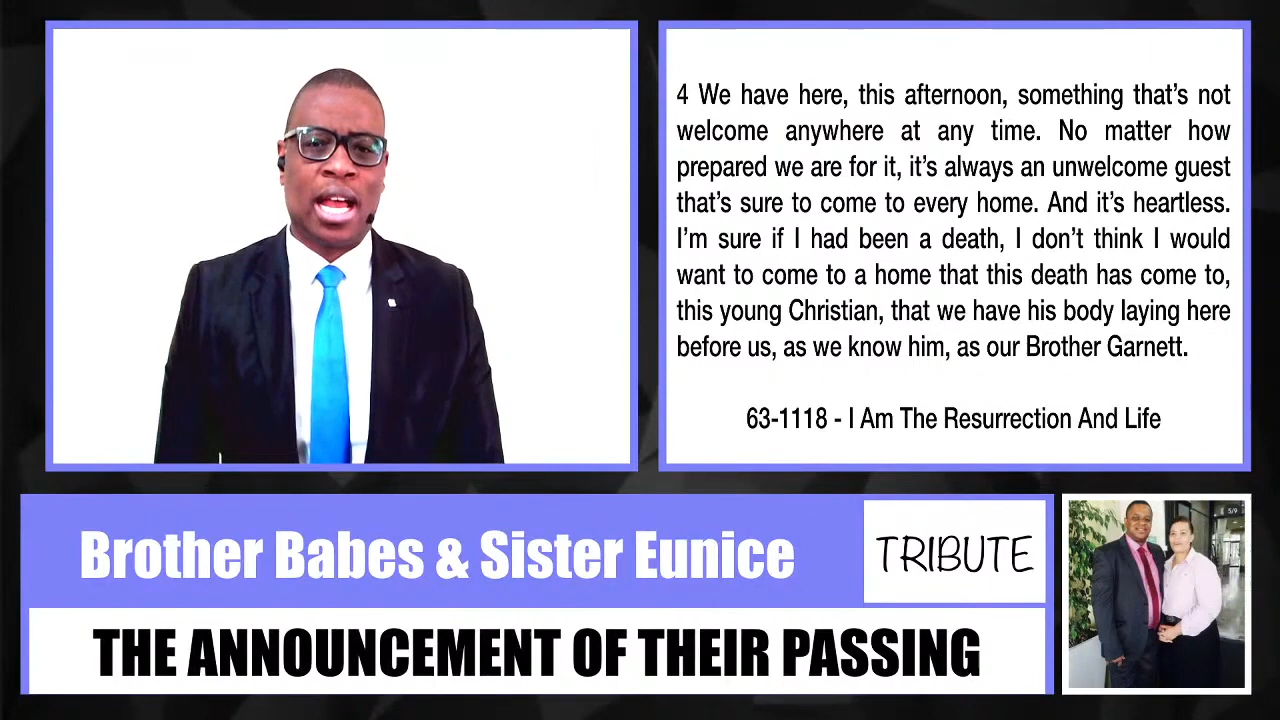 4 We have here, this afternoon, something that's not
welcome anywhere at any time. No matter how
prepared we are for it, it's always an unwelcome guest
that's sure to come to every home. And it's heartless.
I'm sure if I had been a death, I don't think I would
want to come to a home that this death has come to,
this young Christian, that we have his body laying here
before us, as we know him, as our Brother Garnett.
63-1118 - I Am The Resurrection And Life
Brother Babes & Sister Eunice
TRIBUTE
THE ANNOUNCEMENT OF THEIR PASSING
5/9